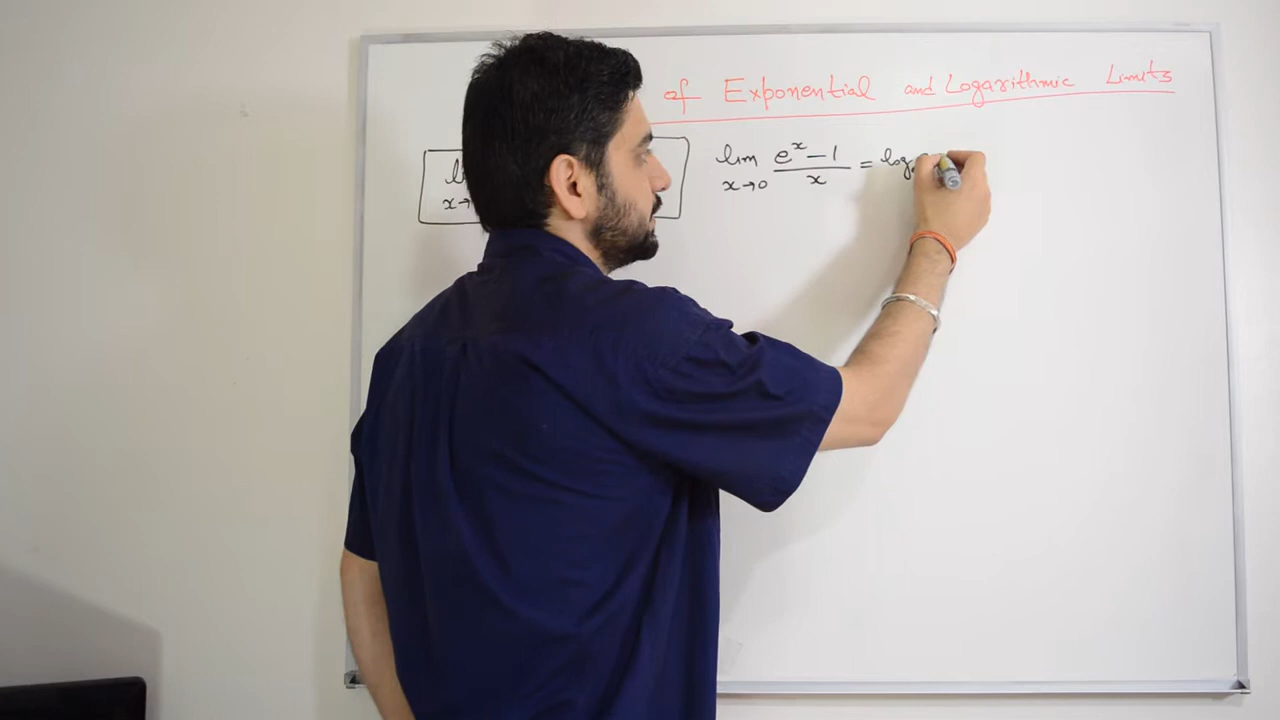 of Exponential and Logarithmic Limits
lim e^x − 1 / x = log
x→0
x→